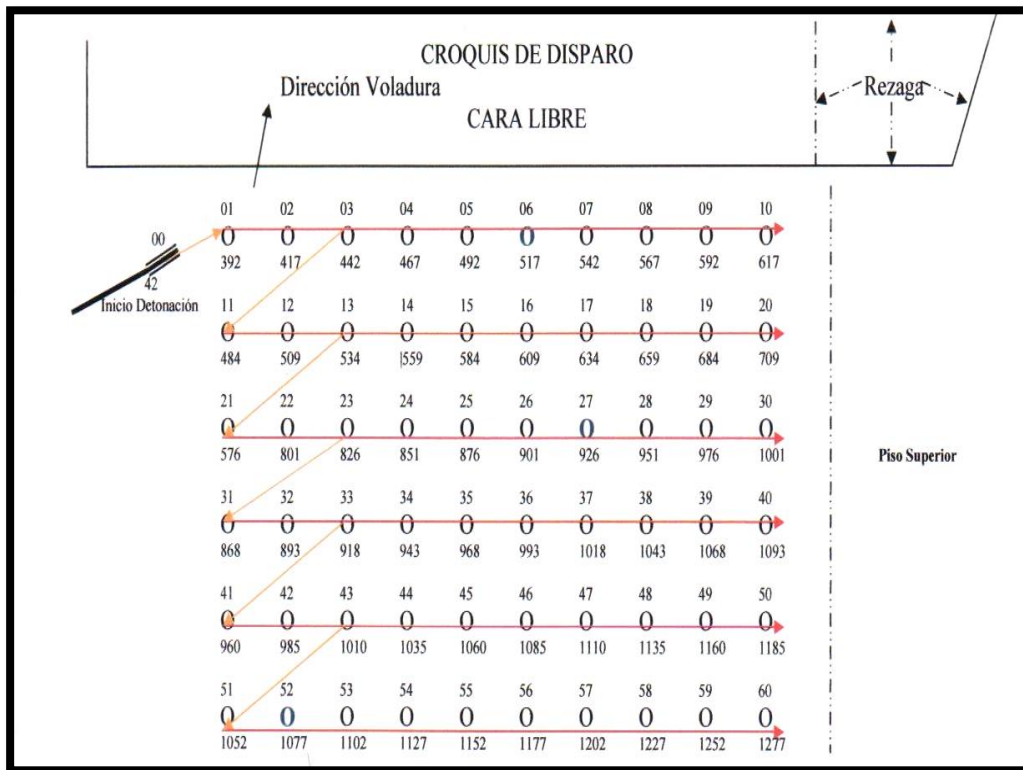 CROQUIS DE DISPARO
Dirección Voladura
Rezaga
CARA LIBRE
01 02 03 04 05 06 07 08 09 10
00
392 417 442 467 492 517 542 567 592 617
42
Inicio Detonación
11 12 13 14 15 16 17 18 19 20
484 509 534 559 584 609 634 659 684 709
21 22 23 24 25 26 27 28 29 30
576 801 826 851 876 901 926 951 976 1001
Piso Superior
31 32 33 34 35 36 37 38 39 40
868 893 918 943 968 993 1018 1043 1068 1093
41 42 43 44 45 46 47 48 49 50
960 985 1010 1035 1060 1085 1110 1135 1160 1185
51 52 53 54 55 56 57 58 59 60
1052 1077 1102 1127 1152 1177 1202 1227 1252 1277